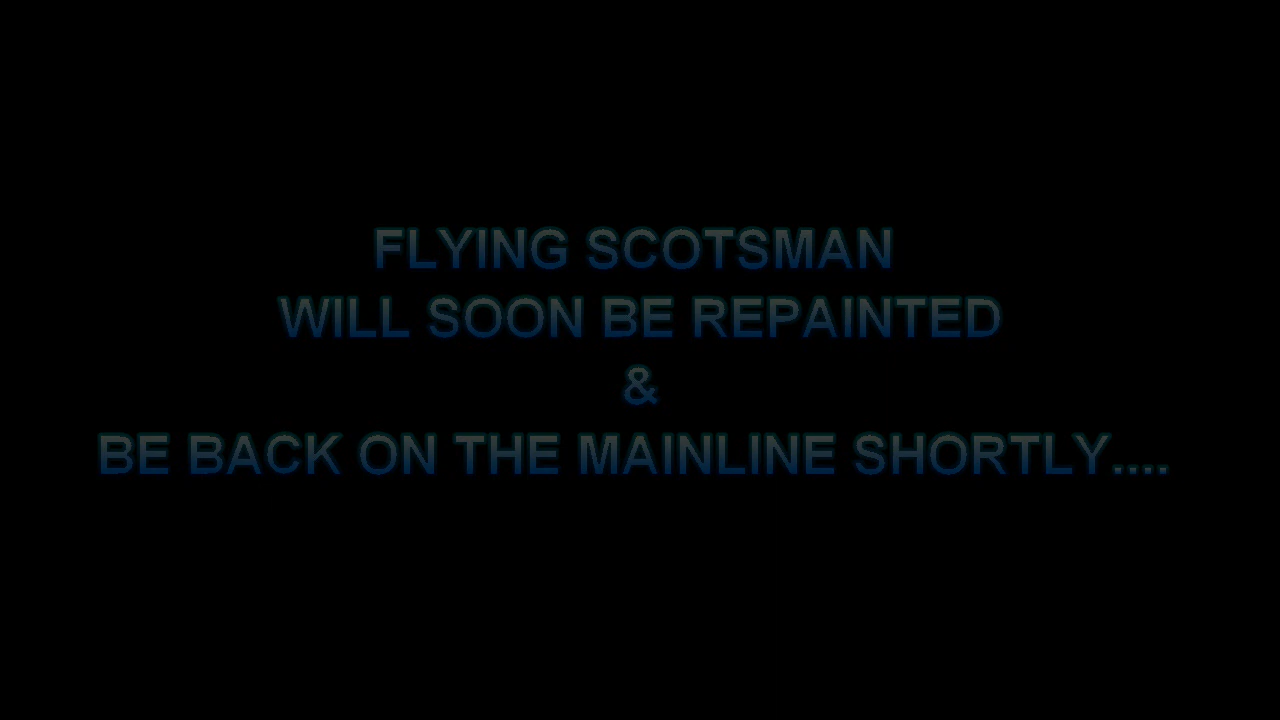 FLYING SCOTSMAN
WILL SOON BE REPAINTED
&
BE BACK ON THE MAINLINE SHORTLY....